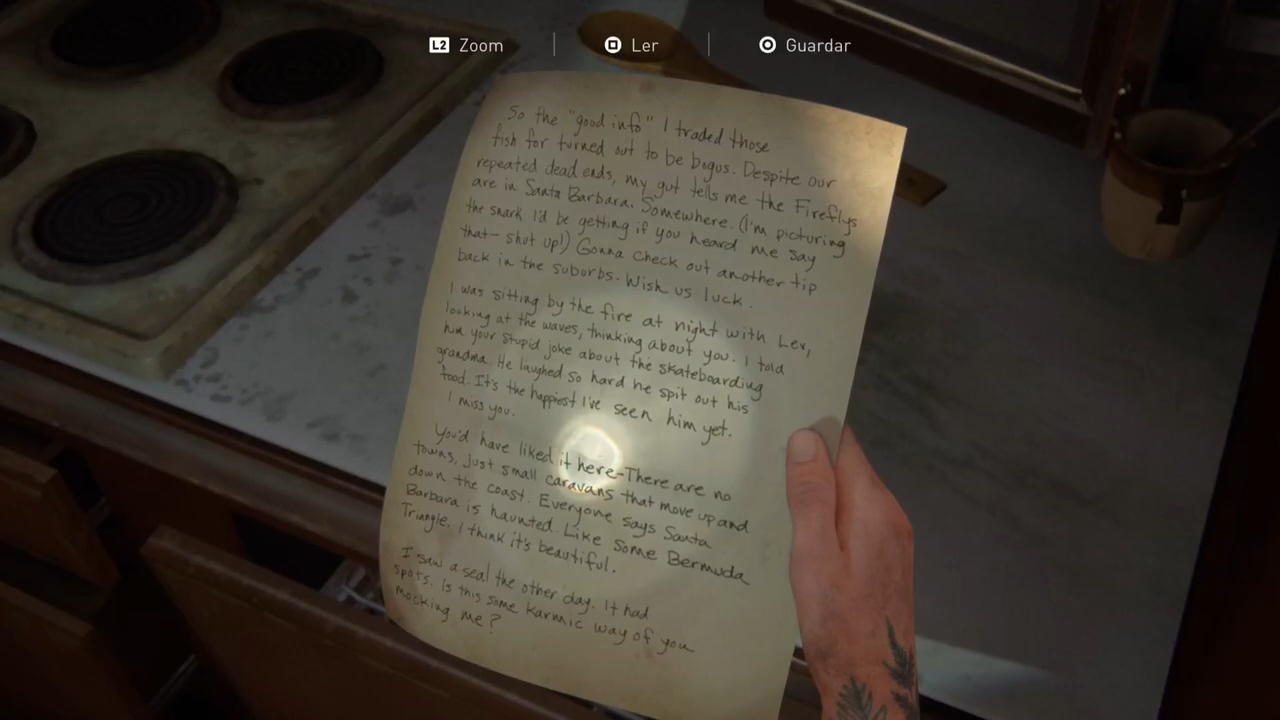 L2 Zoom
Ler
Guardar
So the "good info" I traded those
fish for turned out to be bogus. Despite our
repeated dead ends, my gut tells me the Fireflys
are in Santa Barbara. Somewhere. (I'm picturing
the snark I'd be getting if you heard me say
that— shut up!) Gonna check out another tip
back in the suburbs. Wish us luck.
I was sitting by the fire at night with Lev,
looking at the waves, thinking about you. I told
him your stupid joke about the skateboarding
grandma. He laughed so hard he spit out his
food. It's the happiest I've seen him yet.
I miss you.
You'd have liked it here-There are no
towns, just small caravans that move up and
down the coast. Everyone says Santa
Barbara is haunted. Like some Bermuda
Triangle. I think it's beautiful.
I saw a seal the other day. It had
spots. Is this some karmic way of you
mocking me?